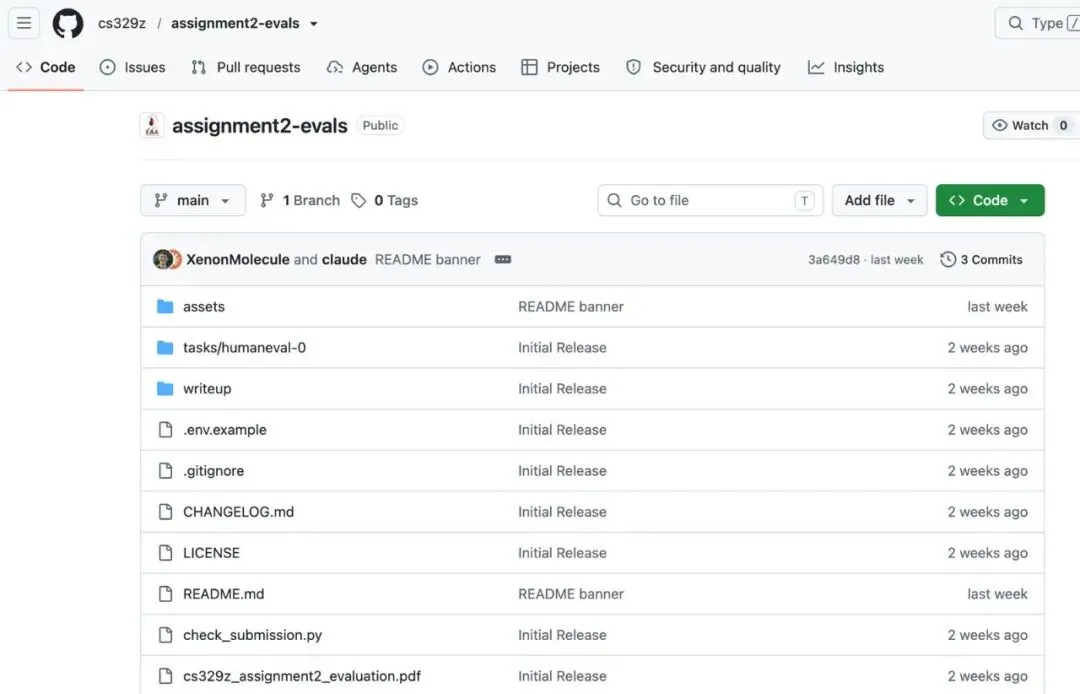 cs329z / assignment2-evals
Type /
Code Issues Pull requests Agents Actions Projects Security and quality Insights
EAA assignment2-evals Public
Watch 0
main 1 Branch 0 Tags Go to file T Add file Code
XenonMolecule and claude README banner 3a649d8 · last week 3 Commits
assets README banner last week
tasks/humaneval-0 Initial Release 2 weeks ago
writeup Initial Release 2 weeks ago
.env.example Initial Release 2 weeks ago
.gitignore Initial Release 2 weeks ago
CHANGELOG.md Initial Release 2 weeks ago
LICENSE Initial Release 2 weeks ago
README.md README banner last week
check_submission.py Initial Release 2 weeks ago
cs329z_assignment2_evaluation.pdf Initial Release 2 weeks ago